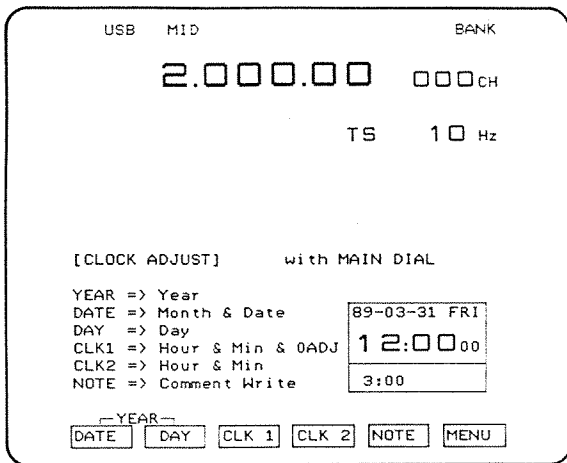 USB MID BANK
2.000.00 000CH
TS 10 Hz
[CLOCK ADJUST] with MAIN DIAL
YEAR => Year
DATE => Month & Date
DAY => Day
CLK1 => Hour & Min & 0ADJ
CLK2 => Hour & Min
NOTE => Comment Write
89-03-31 FRI
12:00 00
3:00
YEAR
DATE DAY CLK 1 CLK 2 NOTE MENU